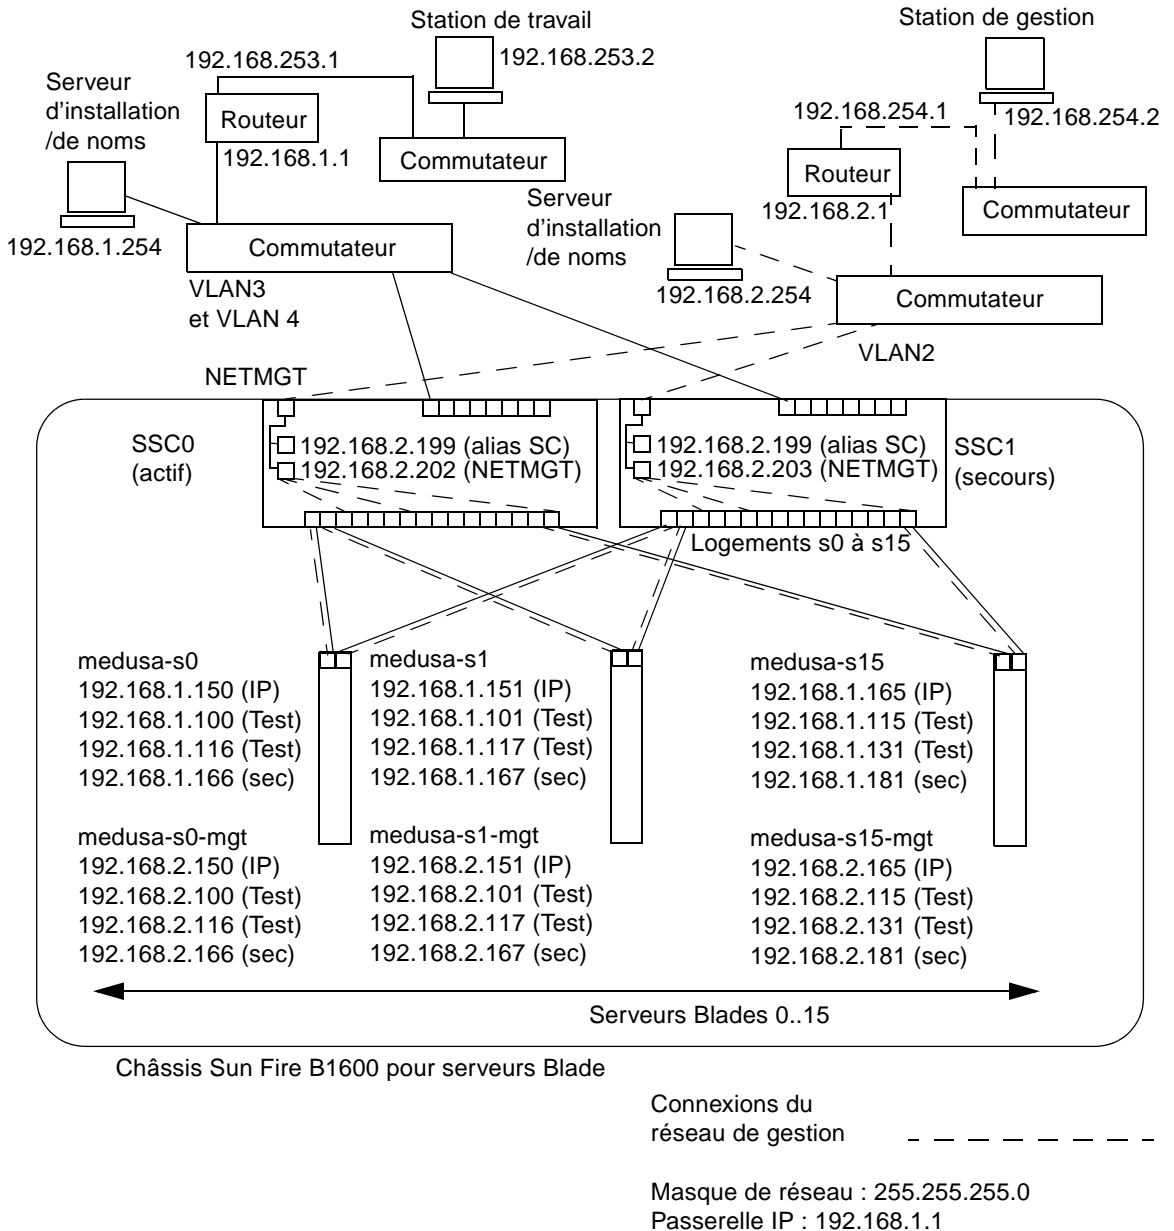 Station de travail
192.168.253.2
192.168.253.1
Serveur
d'installation
/de noms
Routeur
192.168.1.1
Commutateur
192.168.1.254
Commutateur
VLAN3
et VLAN 4
Station de gestion
192.168.254.1
192.168.254.2
Routeur
192.168.2.1
Commutateur
Serveur
d'installation
/de noms
192.168.2.254
Commutateur
VLAN2
NETMGT
SSC0
(actif)
192.168.2.199 (alias SC)
192.168.2.202 (NETMGT)
192.168.2.199 (alias SC)
192.168.2.203 (NETMGT)
SSC1
(secours)
Logements s0 à s15
medusa-s0
192.168.1.150 (IP)
192.168.1.100 (Test)
192.168.1.116 (Test)
192.168.1.166 (sec)
medusa-s0-mgt
192.168.2.150 (IP)
192.168.2.100 (Test)
192.168.2.116 (Test)
192.168.2.166 (sec)
medusa-s1
192.168.1.151 (IP)
192.168.1.101 (Test)
192.168.1.117 (Test)
192.168.1.167 (sec)
medusa-s1-mgt
192.168.2.151 (IP)
192.168.2.101 (Test)
192.168.2.117 (Test)
192.168.2.167 (sec)
medusa-s15
192.168.1.165 (IP)
192.168.1.115 (Test)
192.168.1.131 (Test)
192.168.1.181 (sec)
medusa-s15-mgt
192.168.2.165 (IP)
192.168.2.115 (Test)
192.168.2.131 (Test)
192.168.2.181 (sec)
Serveurs Blades 0..15
Châssis Sun Fire B1600 pour serveurs Blade
Connexions du
réseau de gestion
Masque de réseau : 255.255.255.0
Passerelle IP : 192.168.1.1